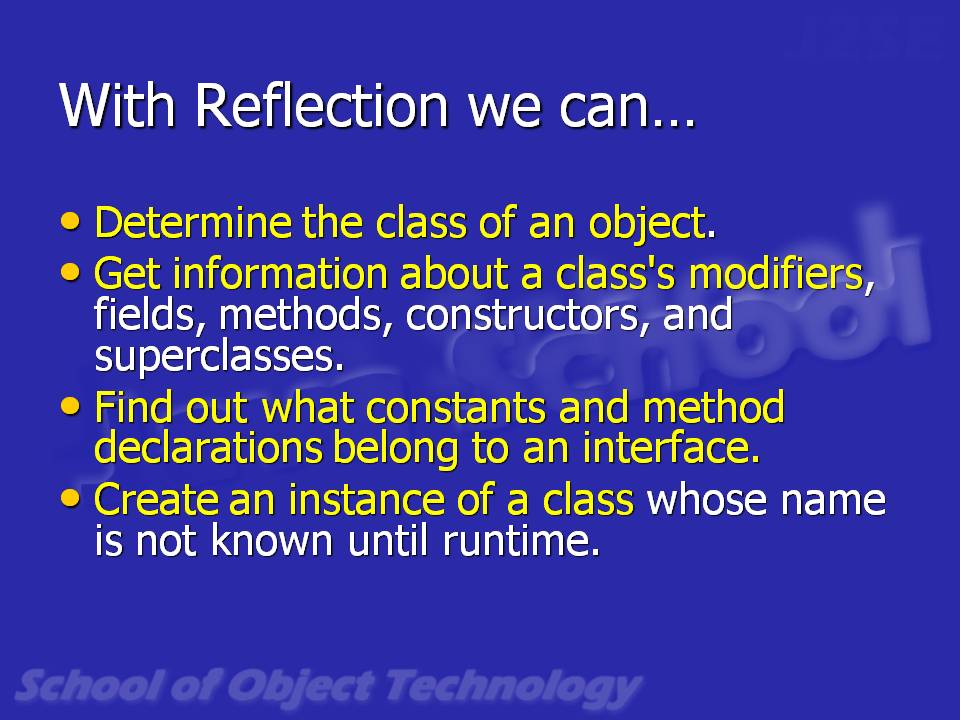 J2SE
With Reflection we can…
• Determine the class of an object.
• Get information about a class's modifiers,
fields, methods, constructors, and
superclasses.
• Find out what constants and method
declarations belong to an interface.
• Create an instance of a class whose name
is not known until runtime.
School
School of Object Technology